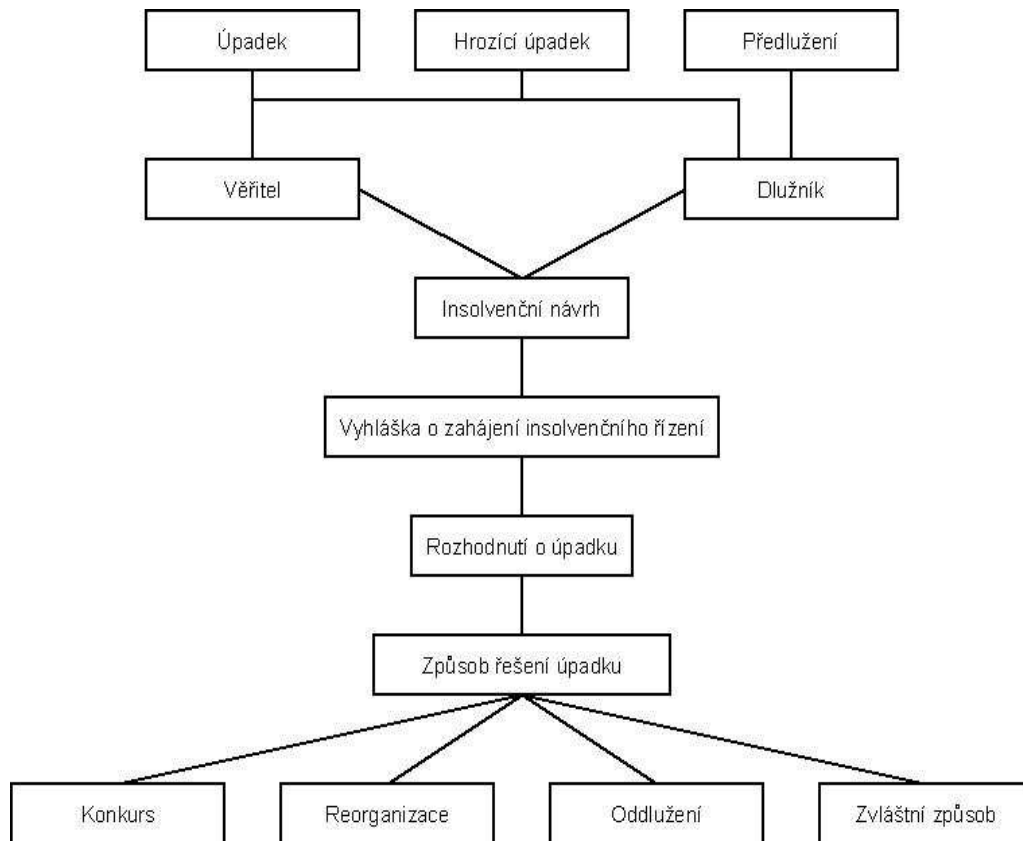 Úpadek
Hrozící úpadek
Předlužení
Věřitel
Dlužník
Insolvenční návrh
Vyhláška o zahájení insolvenčního řízení
Rozhodnutí o úpadku
Způsob řešení úpadku
Konkurs
Reorganizace
Oddlužení
Zvláštní způsob